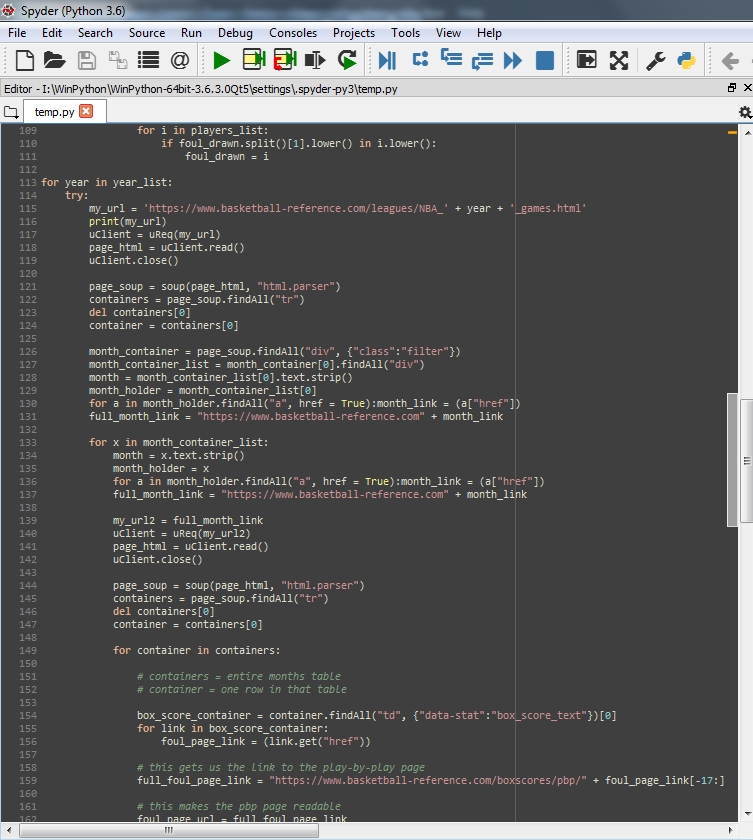 Spyder (Python 3.6)
File Edit Search Source Run Debug Consoles Projects Tools View Help
Editor - I:\WinPython\WinPython-64bit-3.6.3.0Qt5\settings\.spyder-py3\temp.py
temp.py
109                 for i in players_list:
110                     if foul_drawn.split()[1].lower() in i.lower():
111                         foul_drawn = i
112
113 for year in year_list:
114     try:
115         my_url = 'https://www.basketball-reference.com/leagues/NBA_' + year + '_games.html'
116         print(my_url)
117         uClient = uReq(my_url)
118         page_html = uClient.read()
119         uClient.close()
120
121         page_soup = soup(page_html, "html.parser")
122         containers = page_soup.findAll("tr")
123         del containers[0]
124         container = containers[0]
125
126         month_container = page_soup.findAll("div", {"class":"filter"})
127         month_container_list = month_container[0].findAll("div")
128         month = month_container_list[0].text.strip()
129         month_holder = month_container_list[0]
130         for a in month_holder.findAll("a", href = True):month_link = (a["href"])
131         full_month_link = "https://www.basketball-reference.com" + month_link
132
133         for x in month_container_list:
134             month = x.text.strip()
135             month_holder = x
136             for a in month_holder.findAll("a", href = True):month_link = (a["href"])
137             full_month_link = "https://www.basketball-reference.com" + month_link
138
139             my_url2 = full_month_link
140             uClient = uReq(my_url2)
141             page_html = uClient.read()
142             uClient.close()
143
144             page_soup = soup(page_html, "html.parser")
145             containers = page_soup.findAll("tr")
146             del containers[0]
147             container = containers[0]
148
149             for container in containers:
150
151                 # containers = entire months table
152                 # container = one row in that table
153
154                 box_score_container = container.findAll("td", {"data-stat":"box_score_text"})[0]
155                 for link in box_score_container:
156                     foul_page_link = (link.get("href"))
157
158                 # this gets us the link to the play-by-play page
159                 full_foul_page_link = "https://www.basketball-reference.com/boxscores/pbp/" + foul_page_link[-17:]
160
161                 # this makes the pbp page readable
162                 foul_page_url = full_foul_page_link